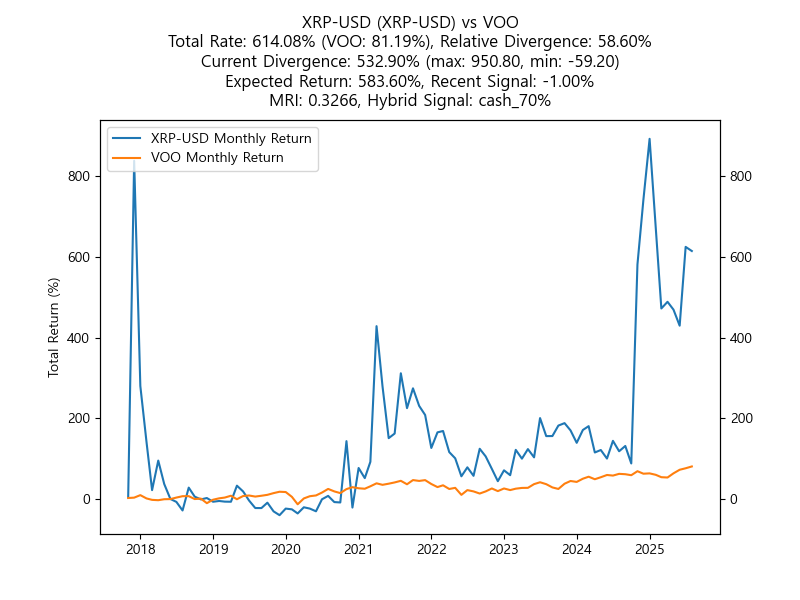 XRP-USD (XRP-USD) vs VOO
Total Rate: 614.08% (VOO: 81.19%), Relative Divergence: 58.60%
Current Divergence: 532.90% (max: 950.80, min: -59.20)
Expected Return: 583.60%, Recent Signal: -1.00%
MRI: 0.3266, Hybrid Signal: cash_70%
XRP-USD Monthly Return
VOO Monthly Return
Total Return (%)
800
600
400
200
0
800
600
400
200
0
2018 2019 2020 2021 2022 2023 2024 2025